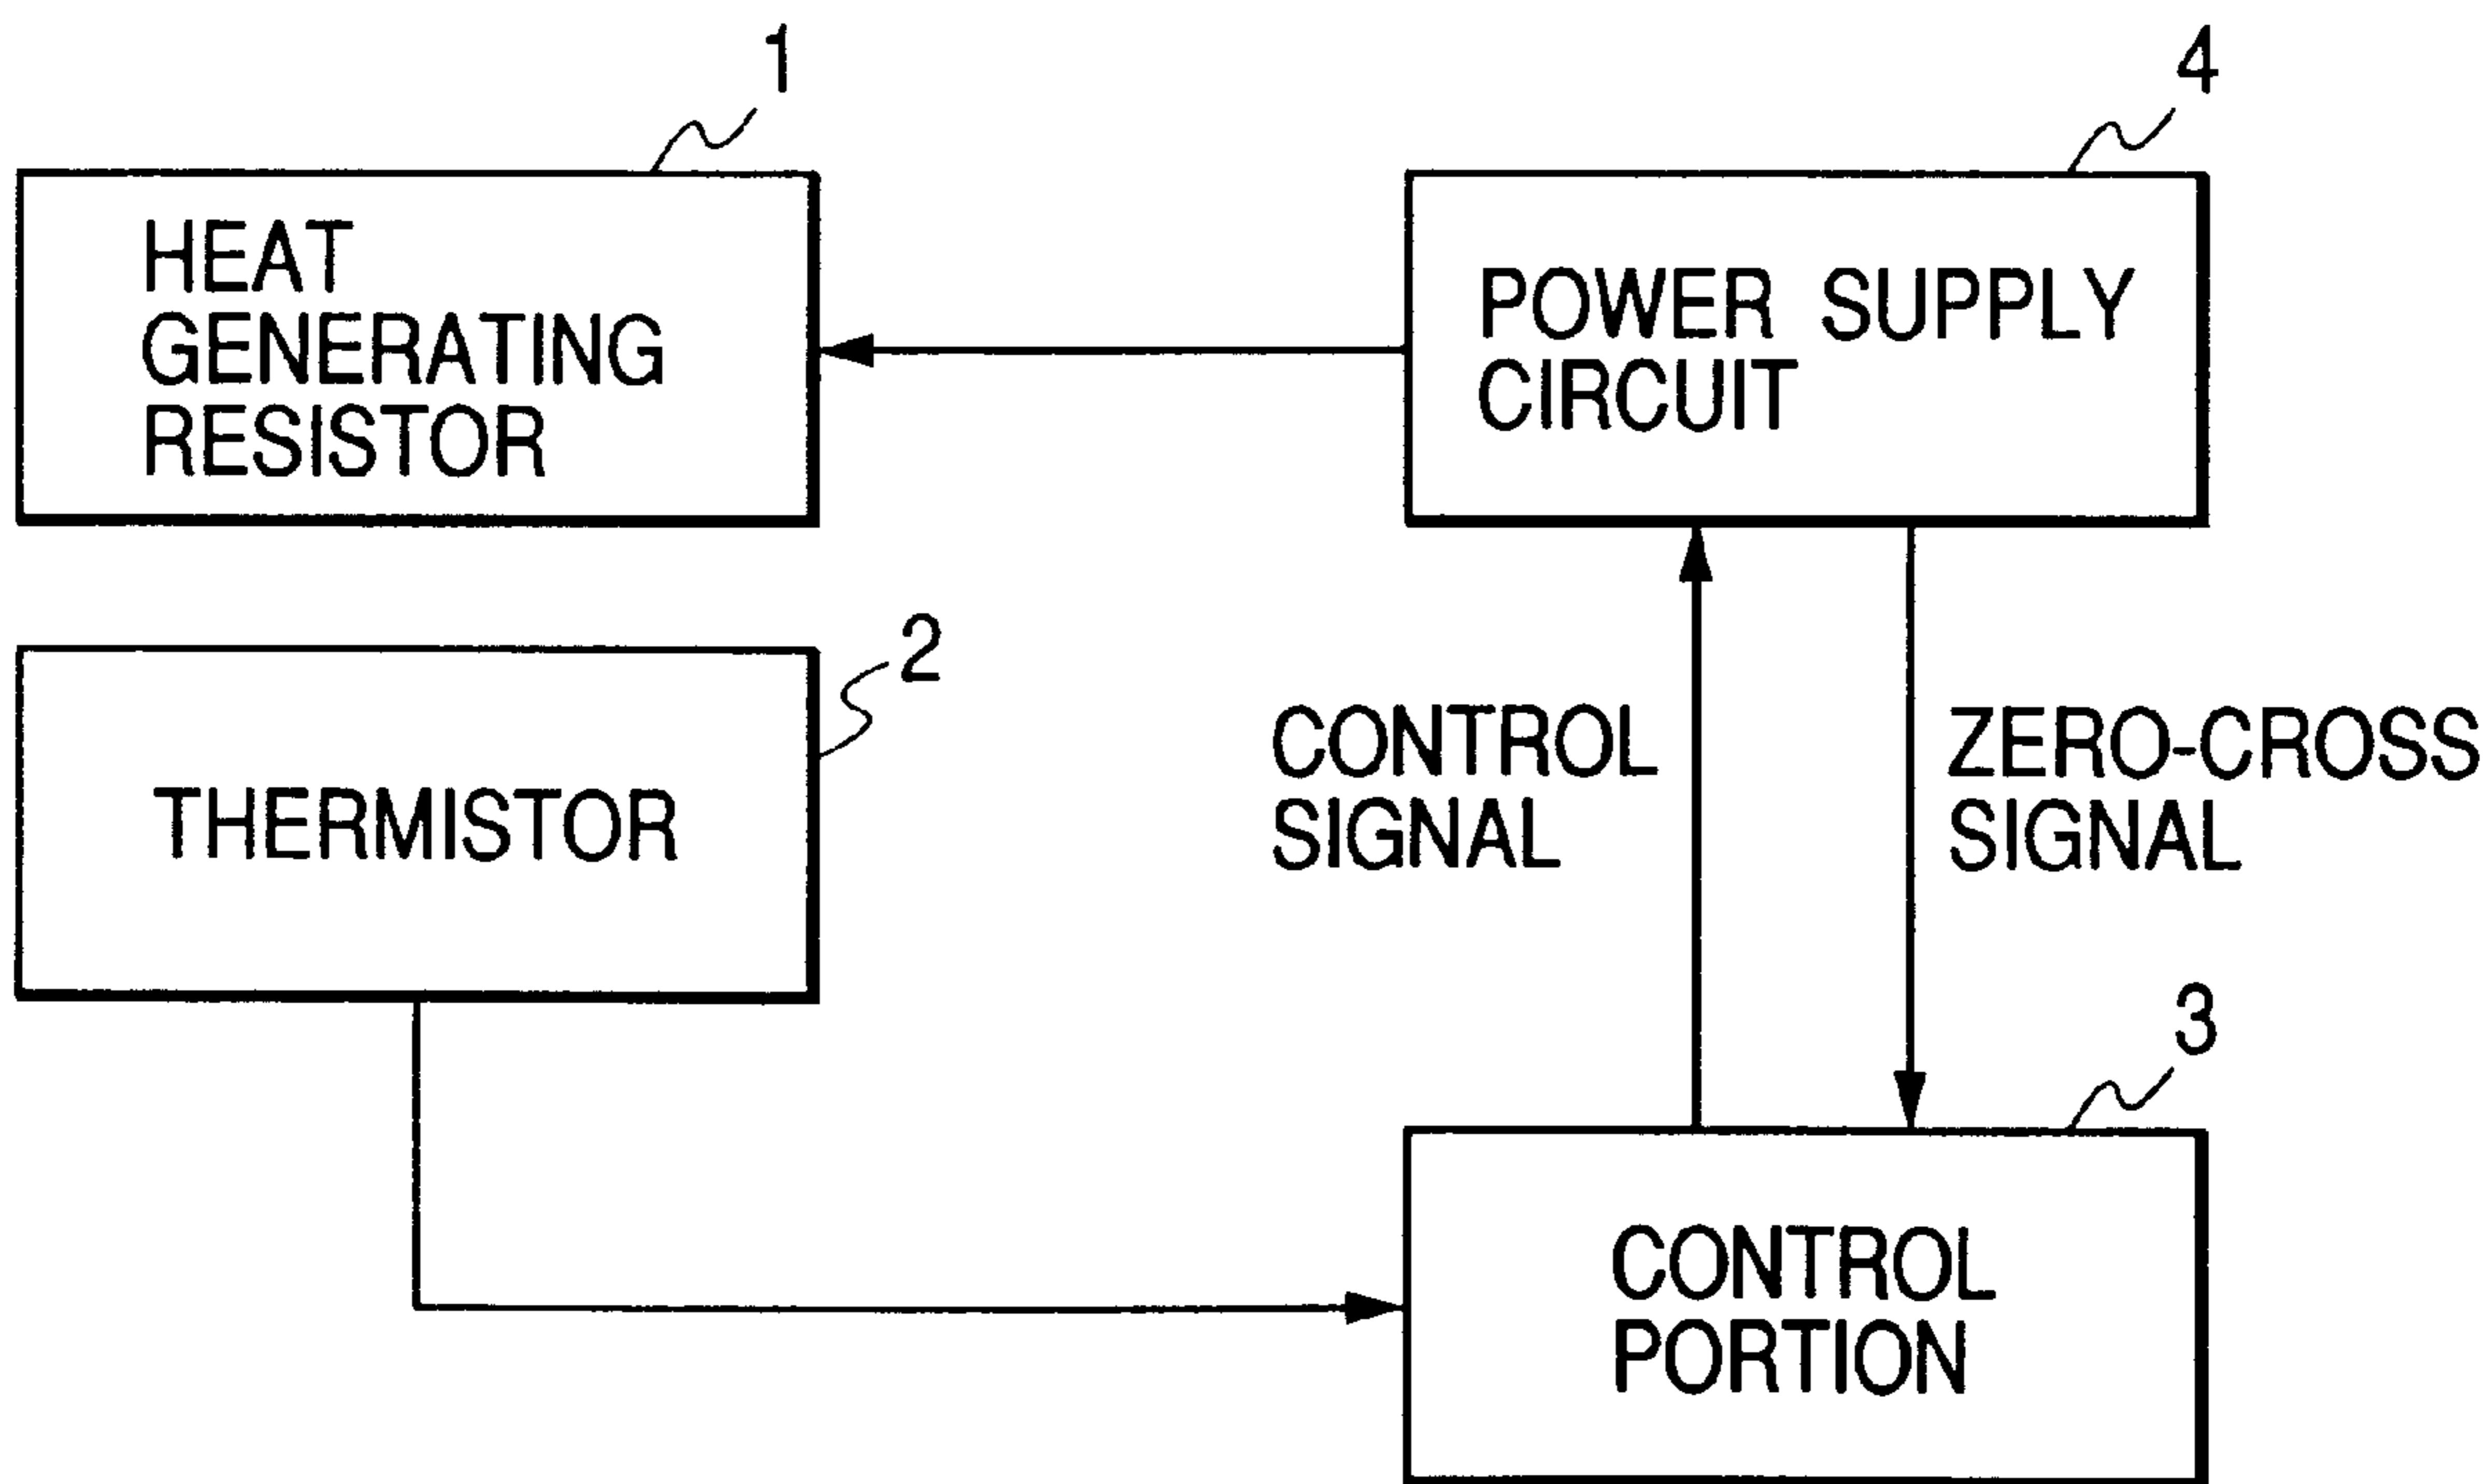 1
HEAT
GENERATING
RESISTOR
4
POWER SUPPLY
CIRCUIT
2
THERMISTOR
CONTROL
SIGNAL
ZERO-CROSS
SIGNAL
3
CONTROL
PORTION